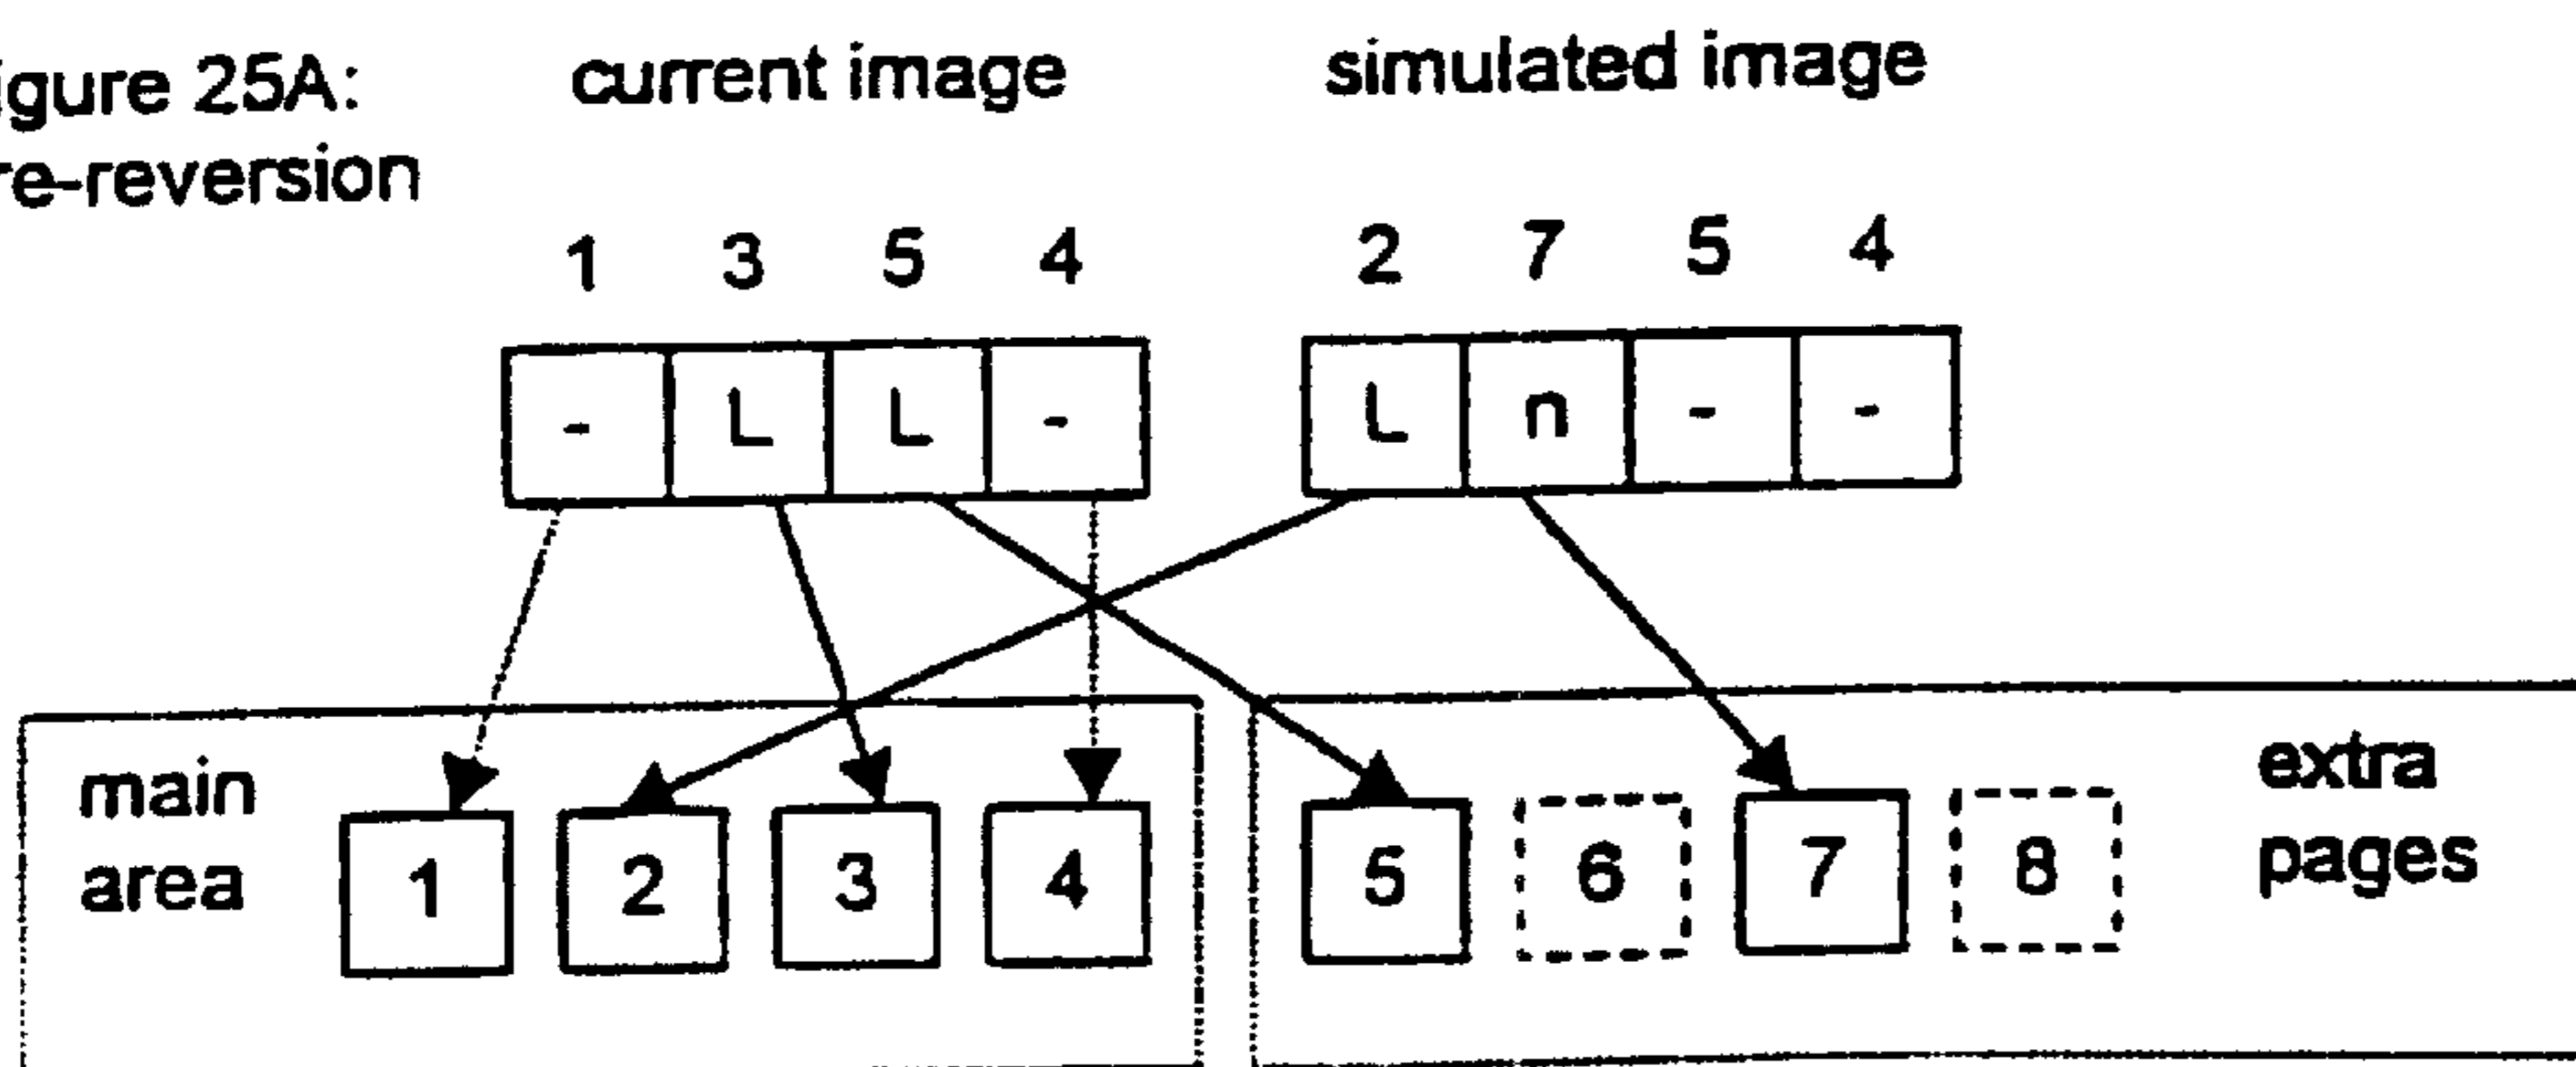 igure 25A:
re-reversion
current image
simulated image
1 3 5 4
2 7 5 4
- L L -
L n - -
main
area
1 2 3 4
5 6 7 8
extra
pages